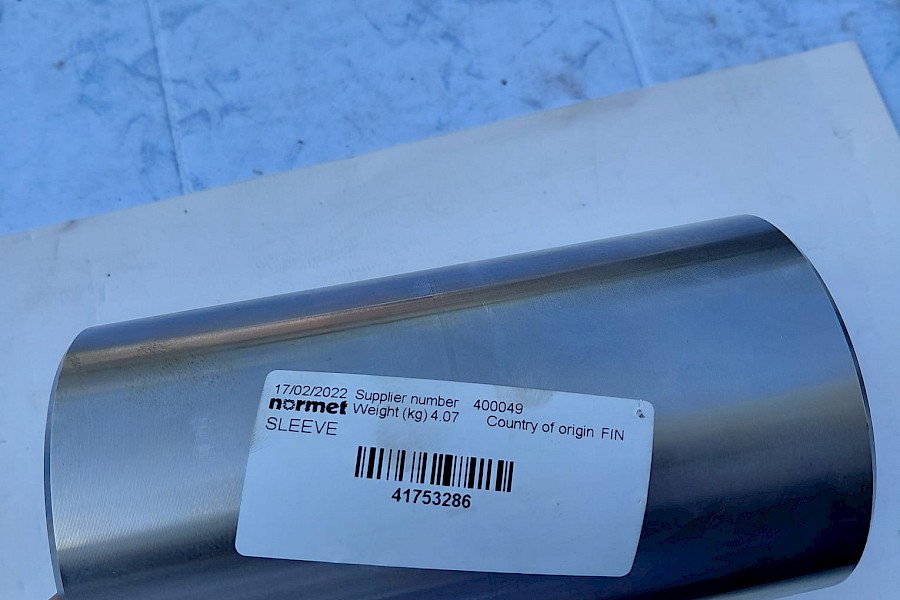 17/02/2022 Supplier number 400049
normet Weight (kg) 4.07 Country of origin FIN
SLEEVE
41753286